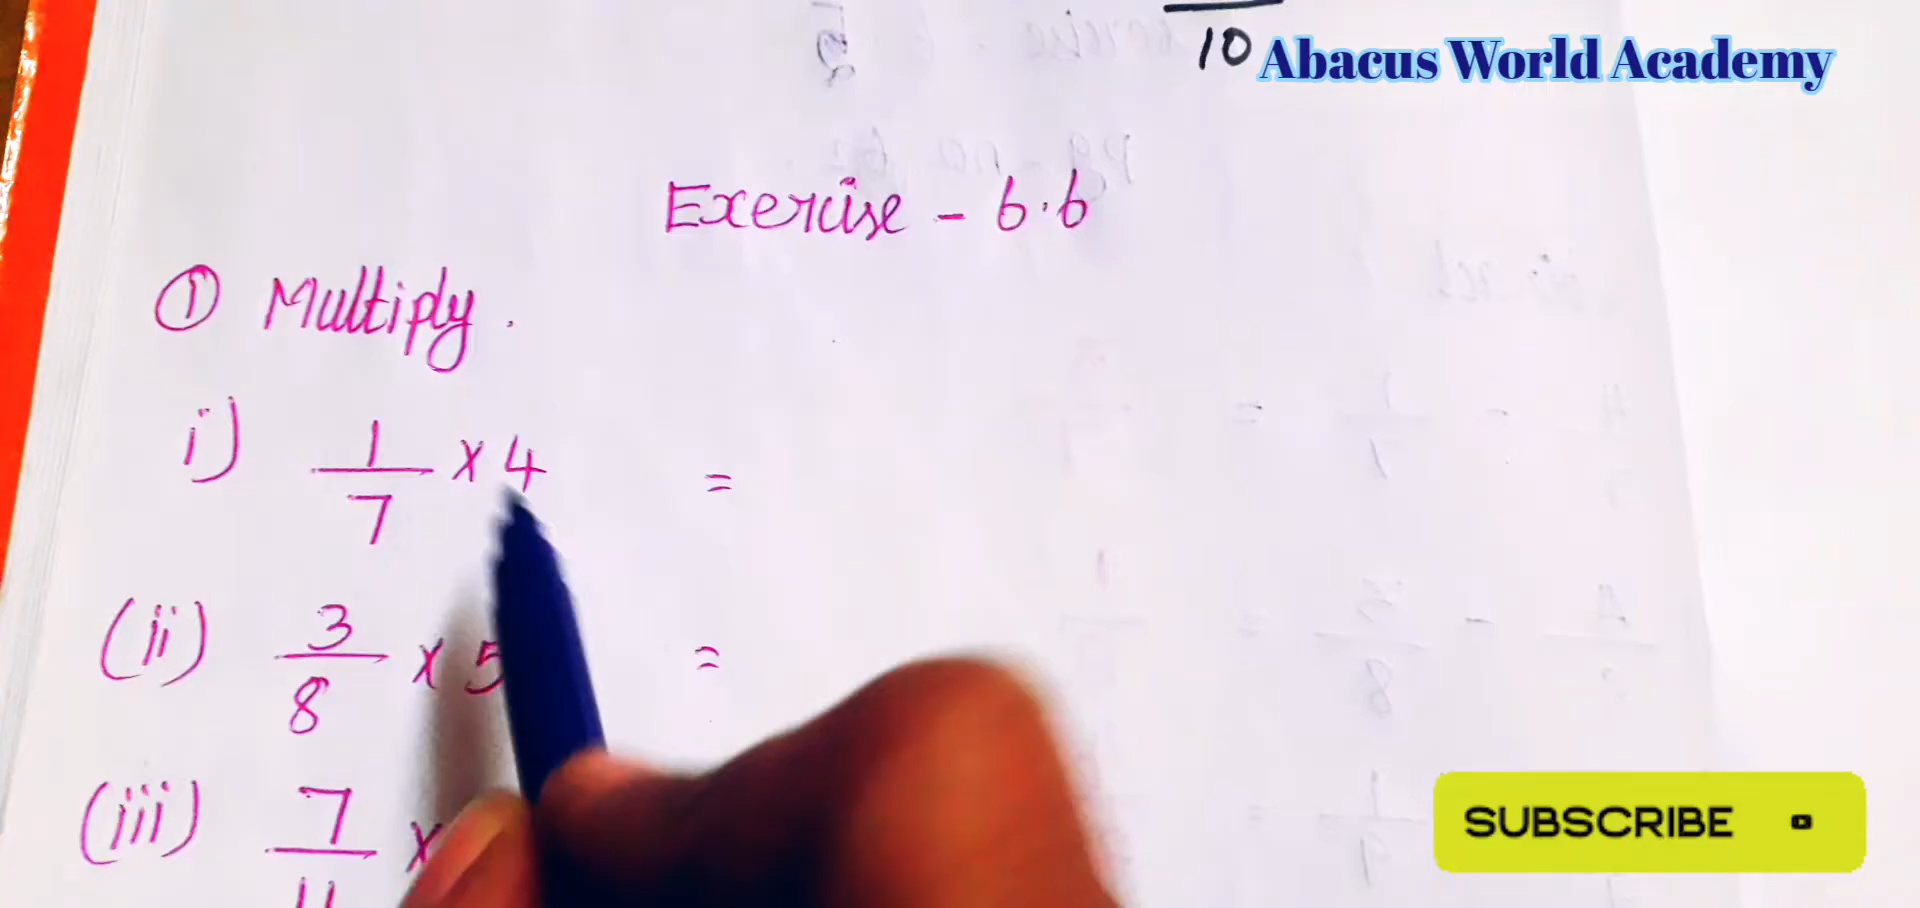 10
Abacus World Academy
Exercise - 6.6
① Multiply.
i) 1/7 × 4 =
(ii) 3/8 × 5 =
(iii) 7/11 ×
SUBSCRIBE